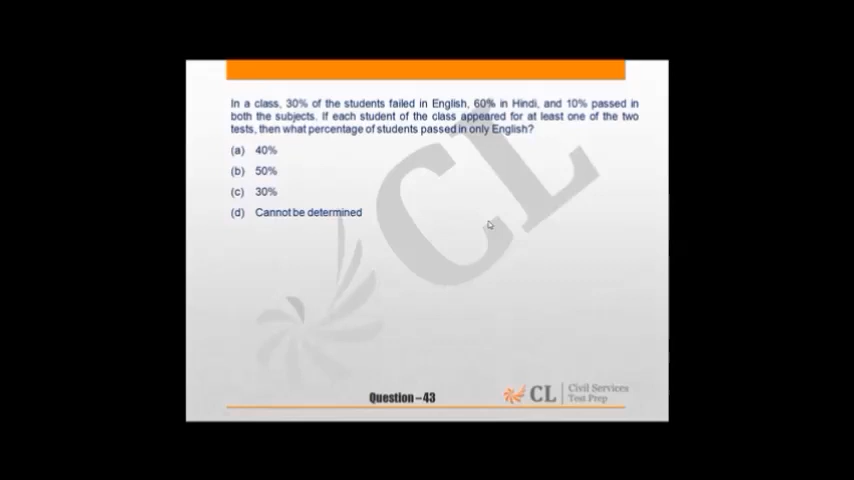 In a class, 30% of the students failed in English, 60% in Hindi, and 10% passed in
both the subjects. If each student of the class appeared for at least one of the two
tests, then what percentage of students passed in only English?
(a) 40%
(b) 50%
(c) 30%
(d) Cannot be determined
CL
Question – 43
CL Civil Services
Test Prep